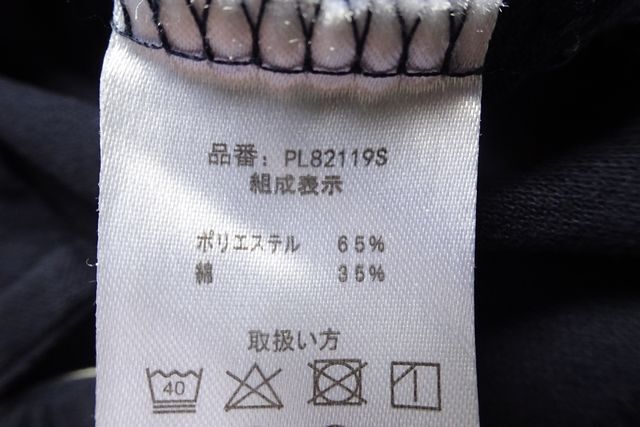 品番: PL82119S
組成表示
ポリエステル 65%
綿 35%
取扱い方
40